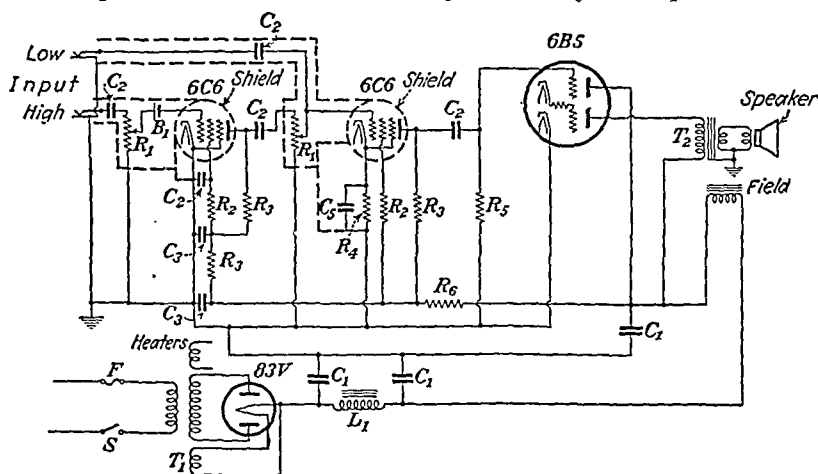 C2
6B5
Low
6C6
Shield
6C6
Shield
Speaker
Input
C2
C2
C2
High
B1
R1
R1
T2
C2
R2
R3
C5
R2
R3
R5
Field
R4
C3
R3
R6
C3
C1
Heaters
83V
F
C1
C1
S
L1
T1